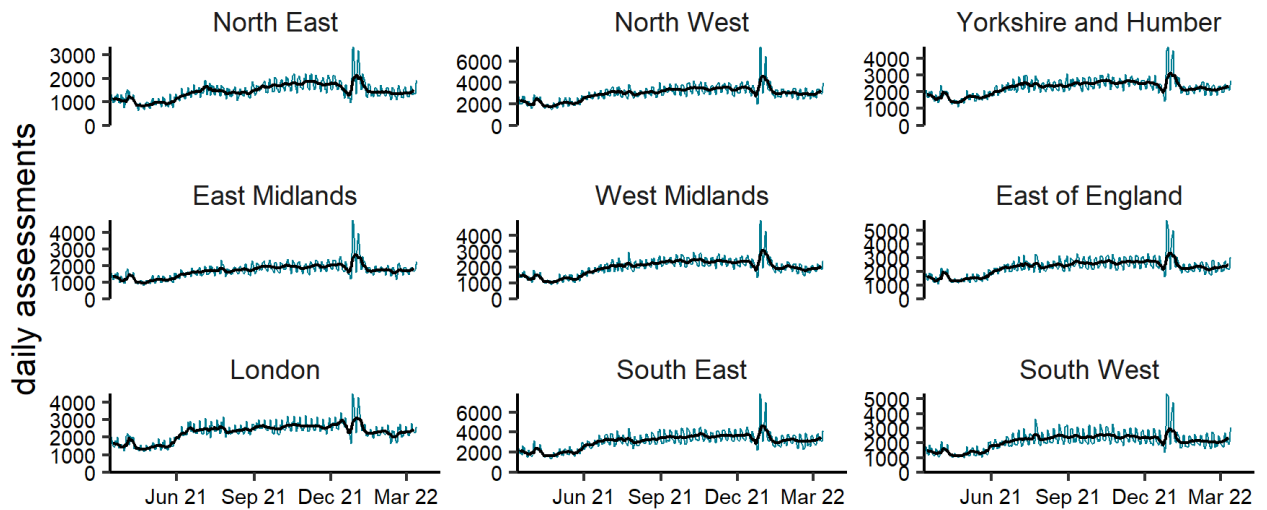 North East North West Yorkshire and Humber
3000 6000 4000
2000 4000 3000
1000 2000 2000
0 0 1000
0
daily assessments
East Midlands West Midlands East of England
4000 4000 5000
3000 3000 4000
2000 2000 3000
1000 1000 2000
0 0 1000
0
London South East South West
4000 6000 5000
3000 4000 4000
2000 2000 3000
1000 0 2000
0 1000
0
Jun 21 Sep 21 Dec 21 Mar 22 Jun 21 Sep 21 Dec 21 Mar 22 Jun 21 Sep 21 Dec 21 Mar 22